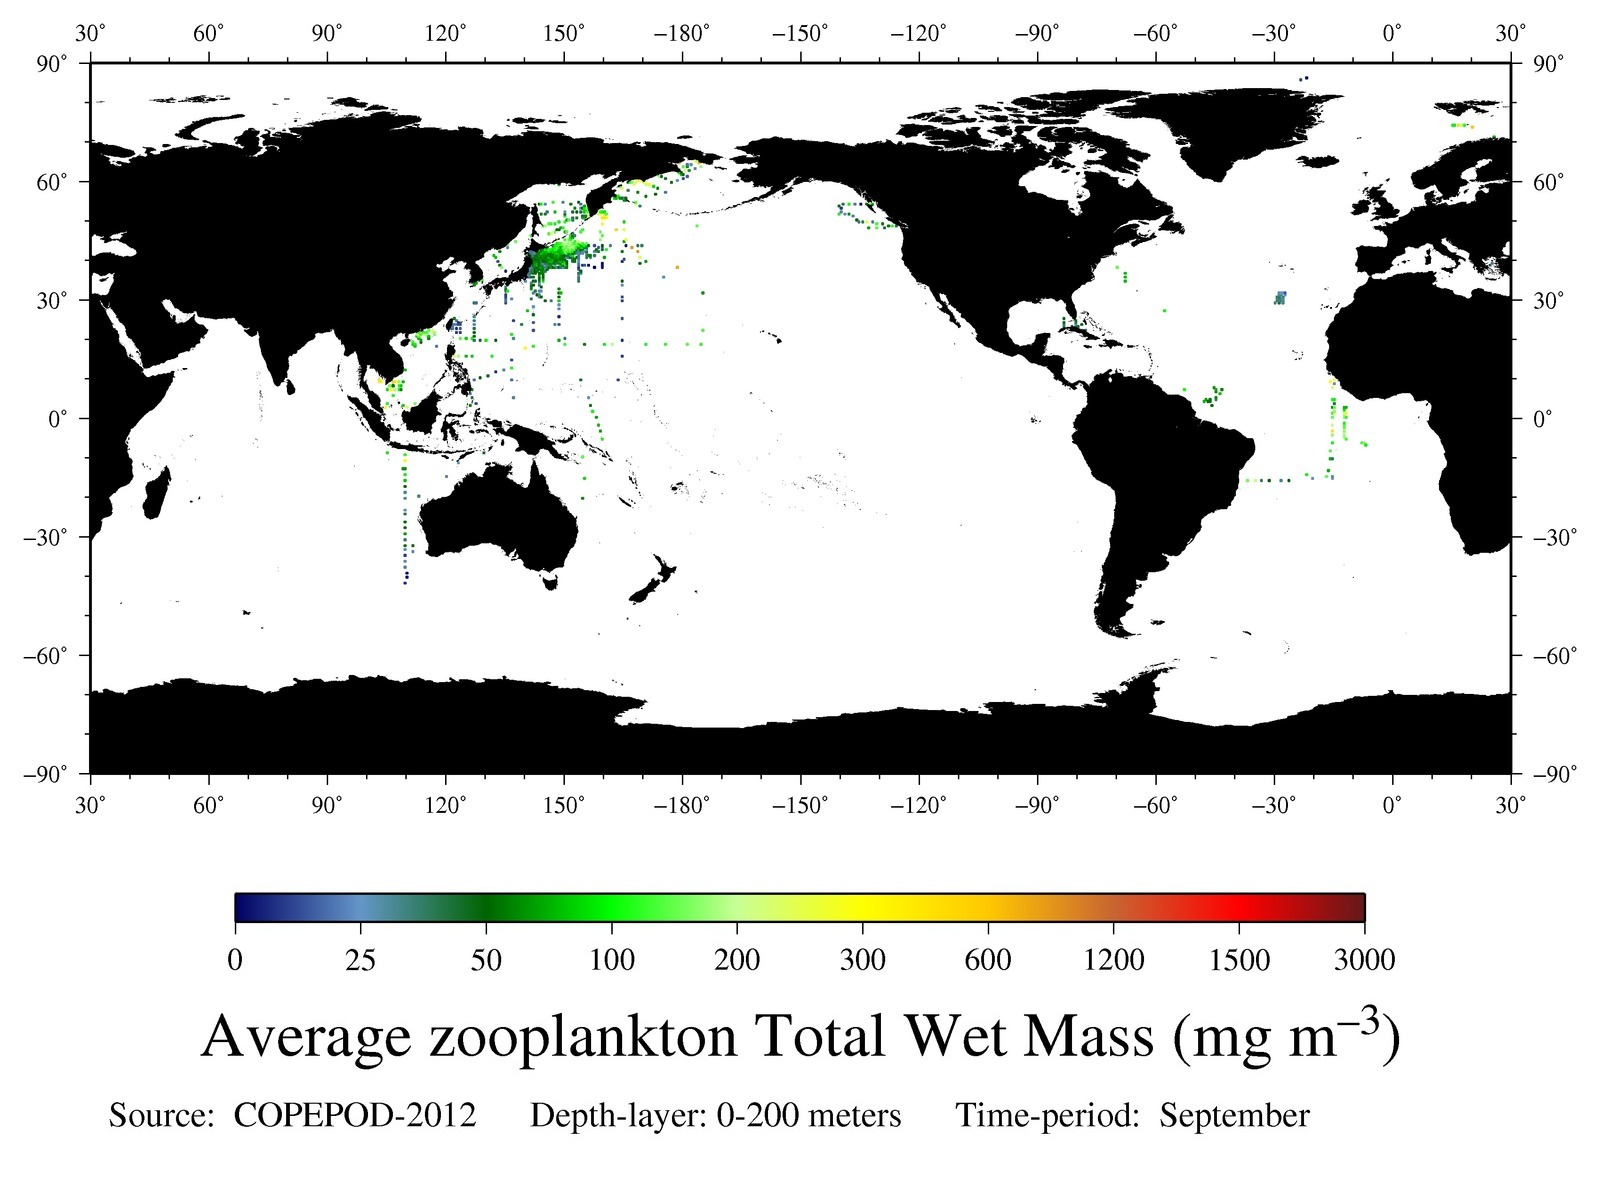 30° 60° 90° 120° 150° −180° −150° −120° −90° −60° −30° 0° 30°
90° 90°
60° 60°
30° 30°
0° 0°
−30° −30°
−60° −60°
−90° −90°
30° 60° 90° 120° 150° −180° −150° −120° −90° −60° −30° 0° 30°
0 25 50 100 200 300 600 1200 1500 3000
Average zooplankton Total Wet Mass (mg m⁻³)
Source: COPEPOD-2012 Depth-layer: 0-200 meters Time-period: September